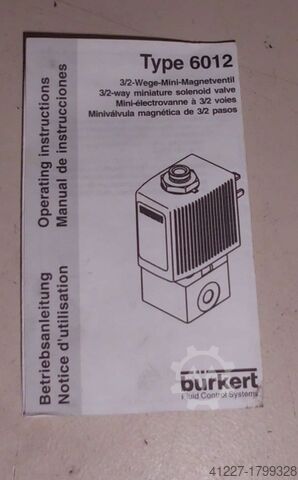 Type 6012
3/2-Wege-Mini-Magnetventil
3/2-way miniature solenoid valve
Mini-électrovanne à 3/2 voies
Miniválvula magnética de 3/2 pasos
Operating instructions
Manual de instrucciones
Betriebsanleitung
Notice d'utilisation
bürkert
Fluid Control Systems
41227-1799328